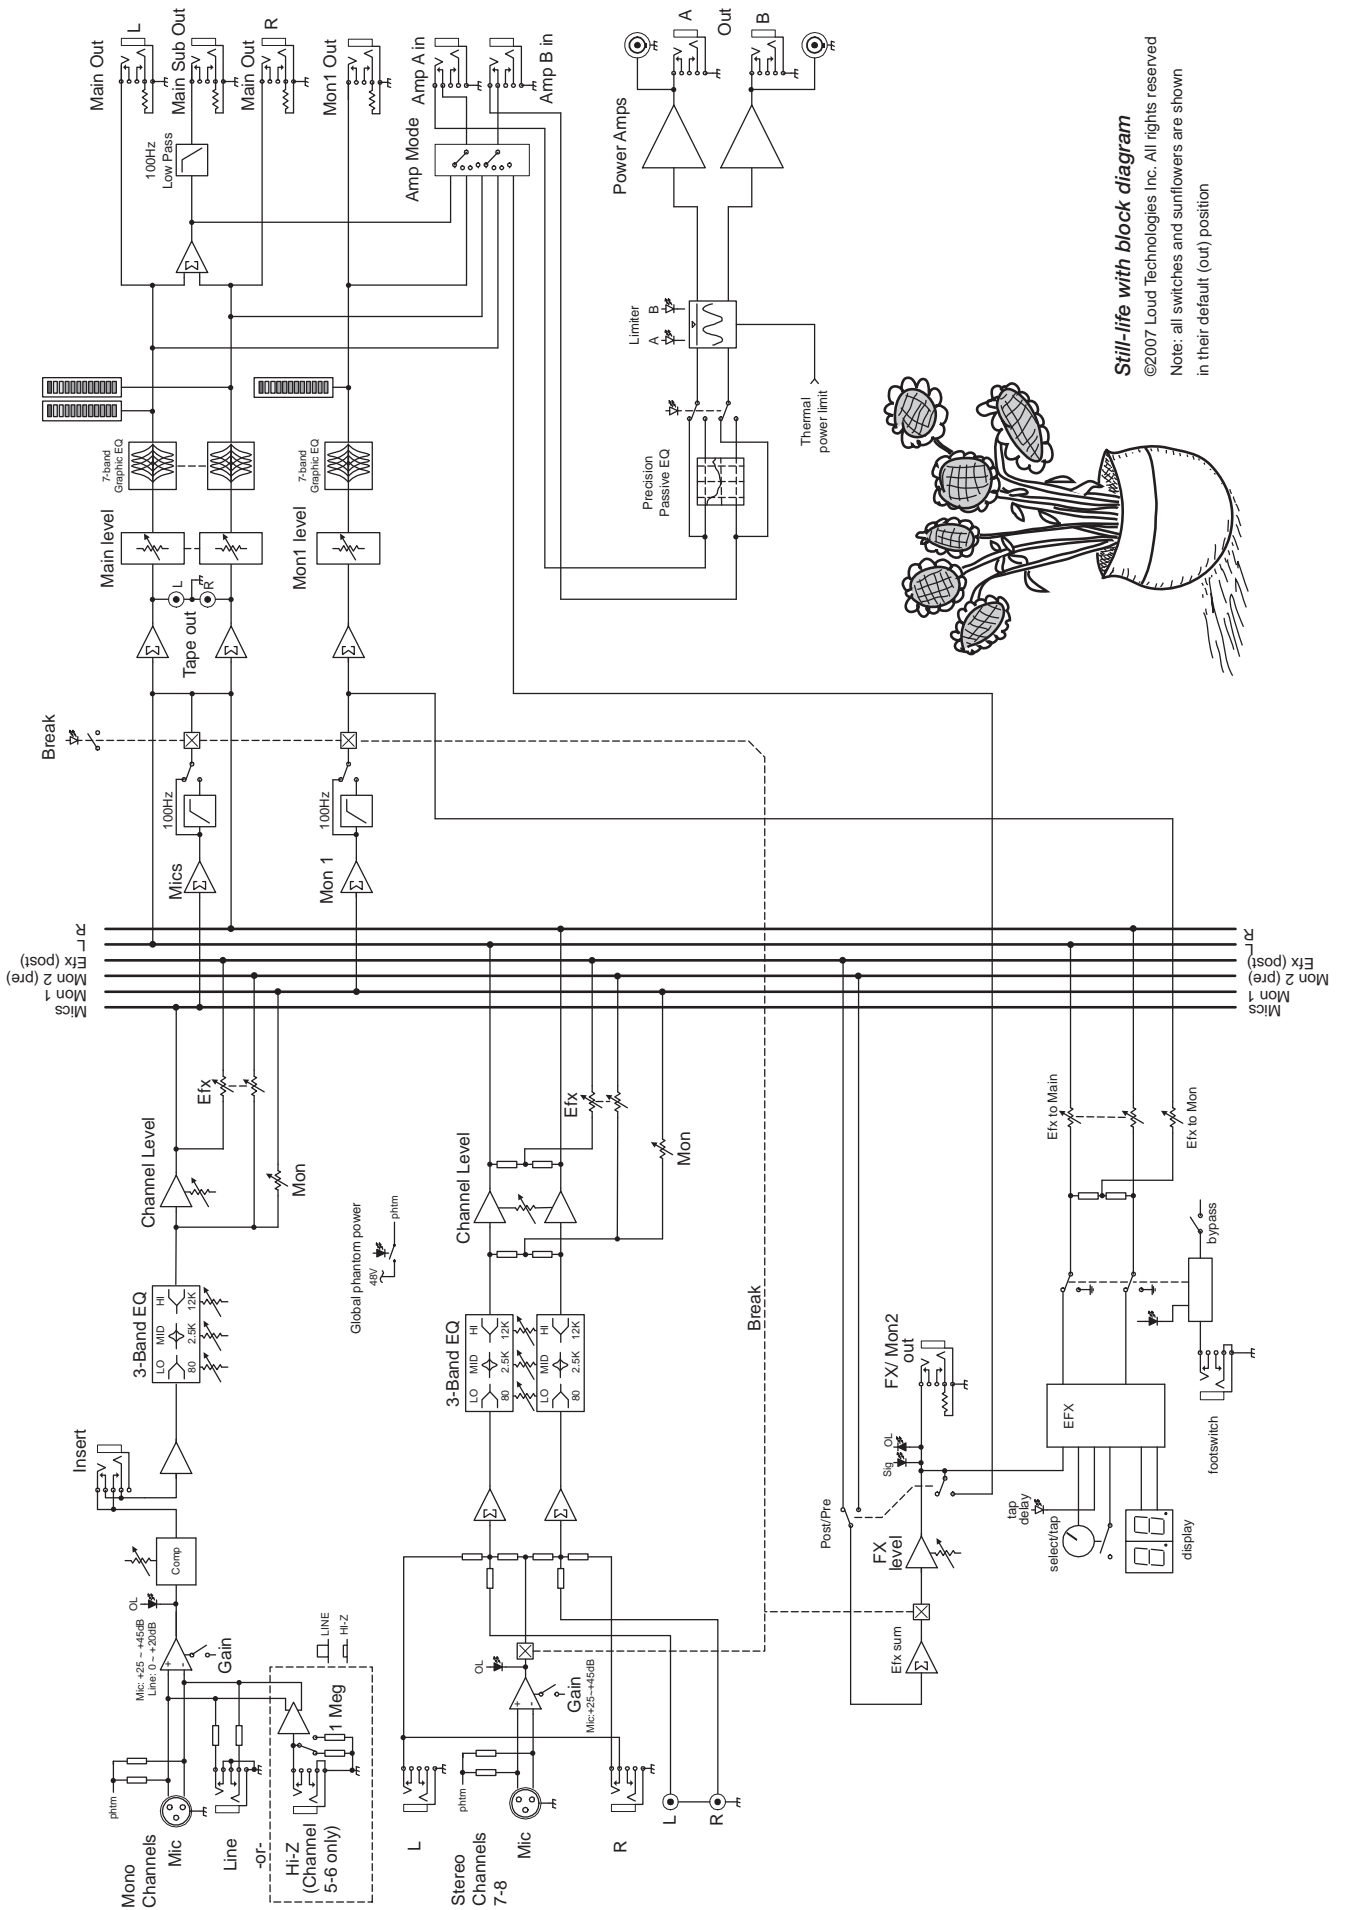 Mono
Channels
Mic
Line
-or-
Hi-Z
(Channel
5-6 only)
phtm
1 Meg
LINE
HI-Z
Mic: +25 ~ +45dB
Line: 0 ~ +20dB
Gain
OL
Comp
Insert
3-Band EQ
LO
MID
HI
80
2.5K
12K
Channel Level
Efx
Mon
Mics
Mon 1
Mon 2 (pre)
Efx (post)
L
R
Mics
100Hz
Mon 1
100Hz
Break
Tape out
L
R
Main level
Mon1 level
7-band
Graphic EQ
7-band
Graphic EQ
100Hz
Low Pass
Main Out
L
Main Sub Out
Main Out
R
Mon1 Out
Amp Mode
Amp A in
Amp B in
Power Amps
A
Out
B
Limiter
A
B
Precision
Passive EQ
Thermal
power limit
Global phantom power
48V
phtm
Stereo
Channels
7-8
L
phtm
Mic
R
L
R
OL
Gain
Mic:+25~+45dB
3-Band EQ
LO
MID
HI
80
2.5K
12K
LO
MID
HI
80
2.5K
12K
Channel Level
Efx
Mon
Break
Post/Pre
Efx sum
FX
level
Sig
OL
FX/ Mon2
out
tap
delay
select/tap
display
EFX
footswitch
bypass
Efx to Main
Efx to Mon
Mics
Mon 1
Mon 2 (pre)
Efx (post)
L
R
Still-life with block diagram
©2007 Loud Technologies Inc. All rights reserved
Note: all switches and sunflowers are shown
in their default (out) position